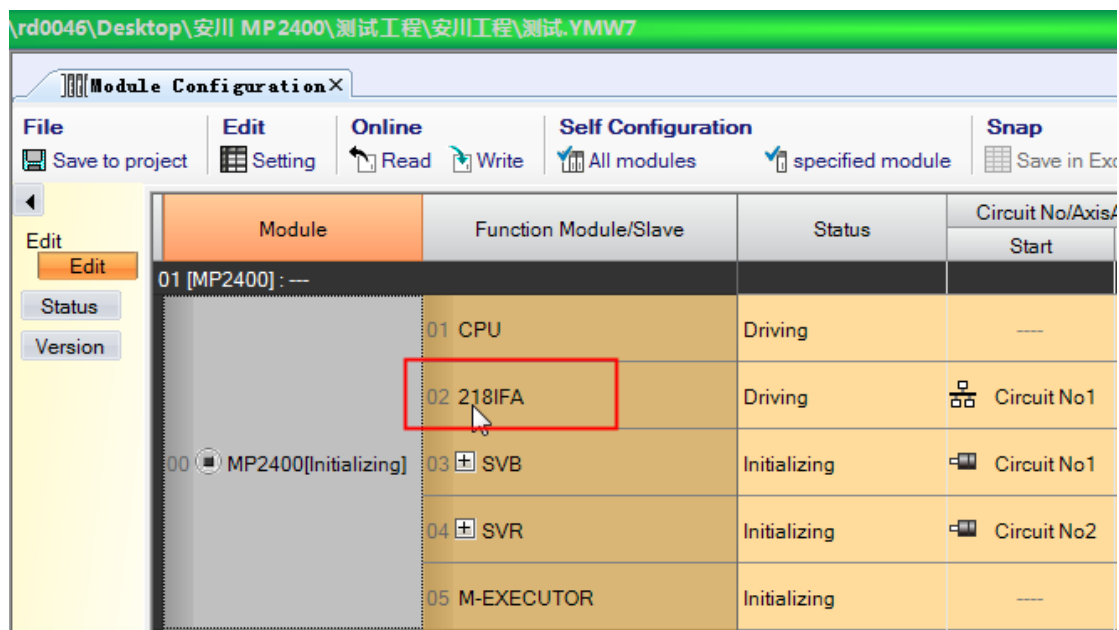 \rd0046\Desktop\安川 MP2400\测试工程\安川工程\测试.YMW7
Module Configuration
File Edit Online Self Configuration Snap
Save to project Setting Read Write All modules specified module Save in Exc
Edit
Edit
Status
Version
Module Function Module/Slave Status Circuit No/AxisA
Start
01 [MP2400] : ---
01 CPU Driving ----
02 218IFA Driving Circuit No1
00 MP2400[Initializing] 03 SVB Initializing Circuit No1
04 SVR Initializing Circuit No2
05 M-EXECUTOR Initializing ----